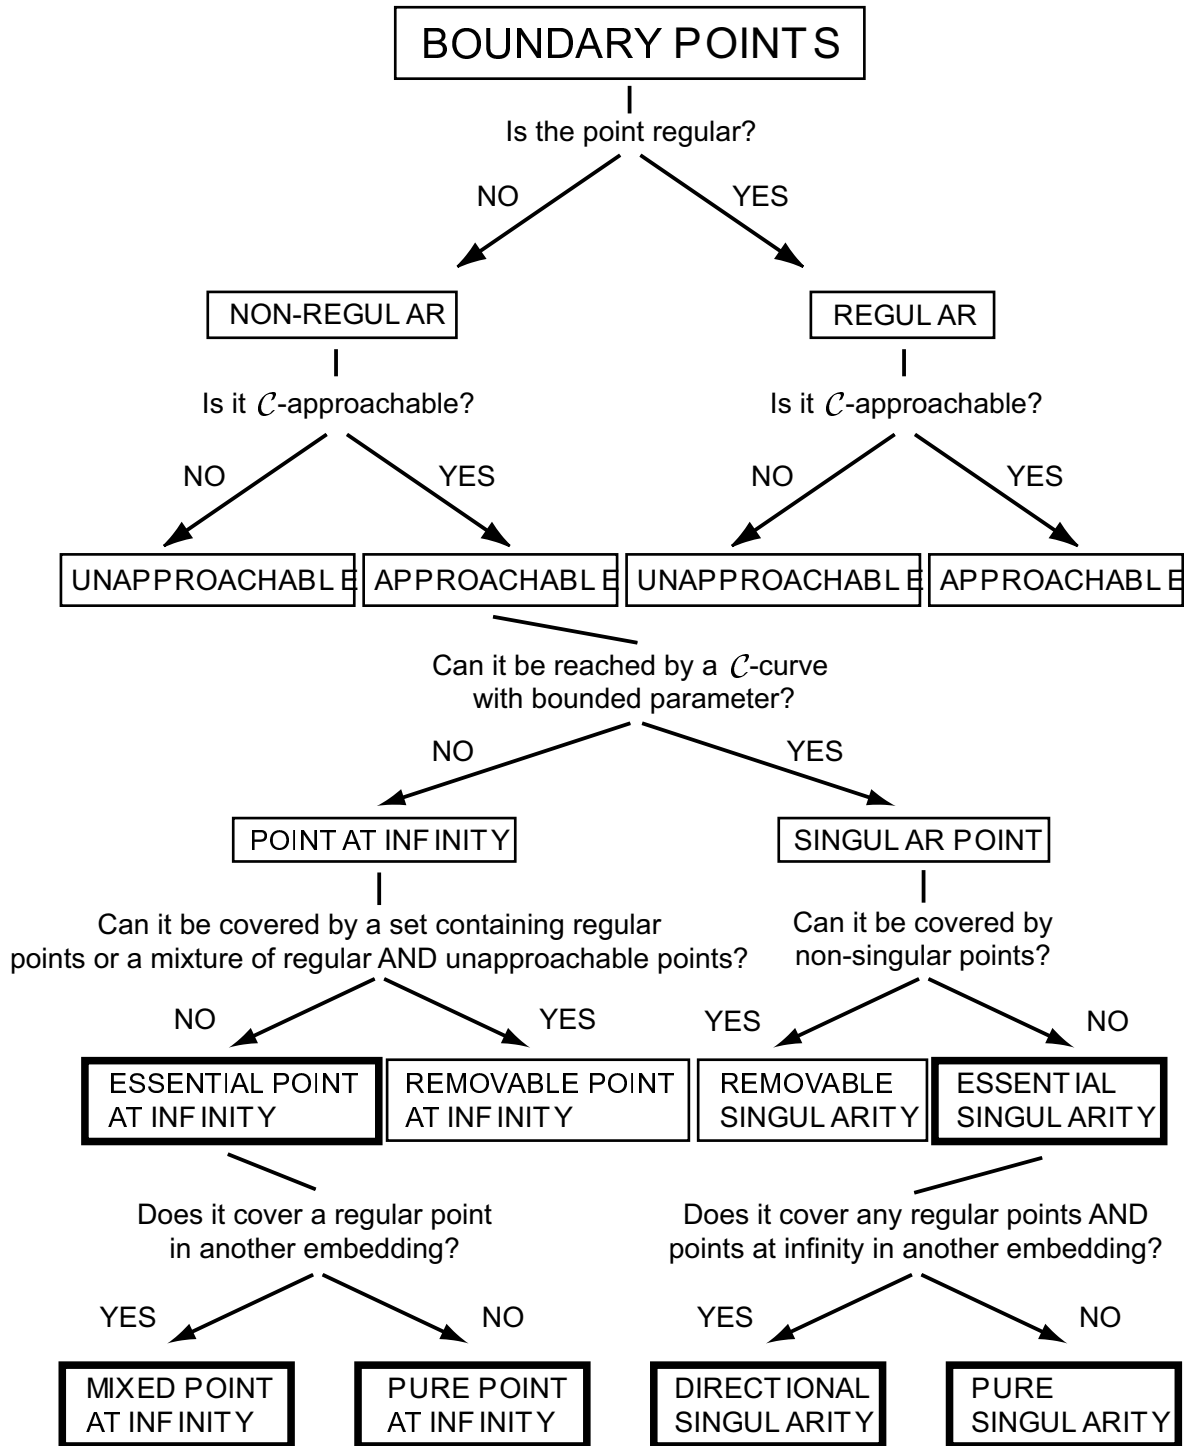 BOUNDARY POINTS
Is the point regular?
NO
YES
NON-REGULAR
REGULAR
Is it 𝒞-approachable?
Is it 𝒞-approachable?
NO
YES
NO
YES
UNAPPROACHABLE
APPROACHABLE
UNAPPROACHABLE
APPROACHABLE
Can it be reached by a 𝒞-curve
with bounded parameter?
NO
YES
POINT AT INFINITY
SINGULAR POINT
Can it be covered by a set containing regular
points or a mixture of regular AND unapproachable points?
Can it be covered by
non-singular points?
NO
YES
YES
NO
ESSENTIAL POINT
AT INFINITY
REMOVABLE POINT
AT INFINITY
REMOVABLE
SINGULARITY
ESSENTIAL
SINGULARITY
Does it cover a regular point
in another embedding?
Does it cover any regular points AND
points at infinity in another embedding?
YES
NO
YES
NO
MIXED POINT
AT INFINITY
PURE POINT
AT INFINITY
DIRECTIONAL
SINGULARITY
PURE
SINGULARITY